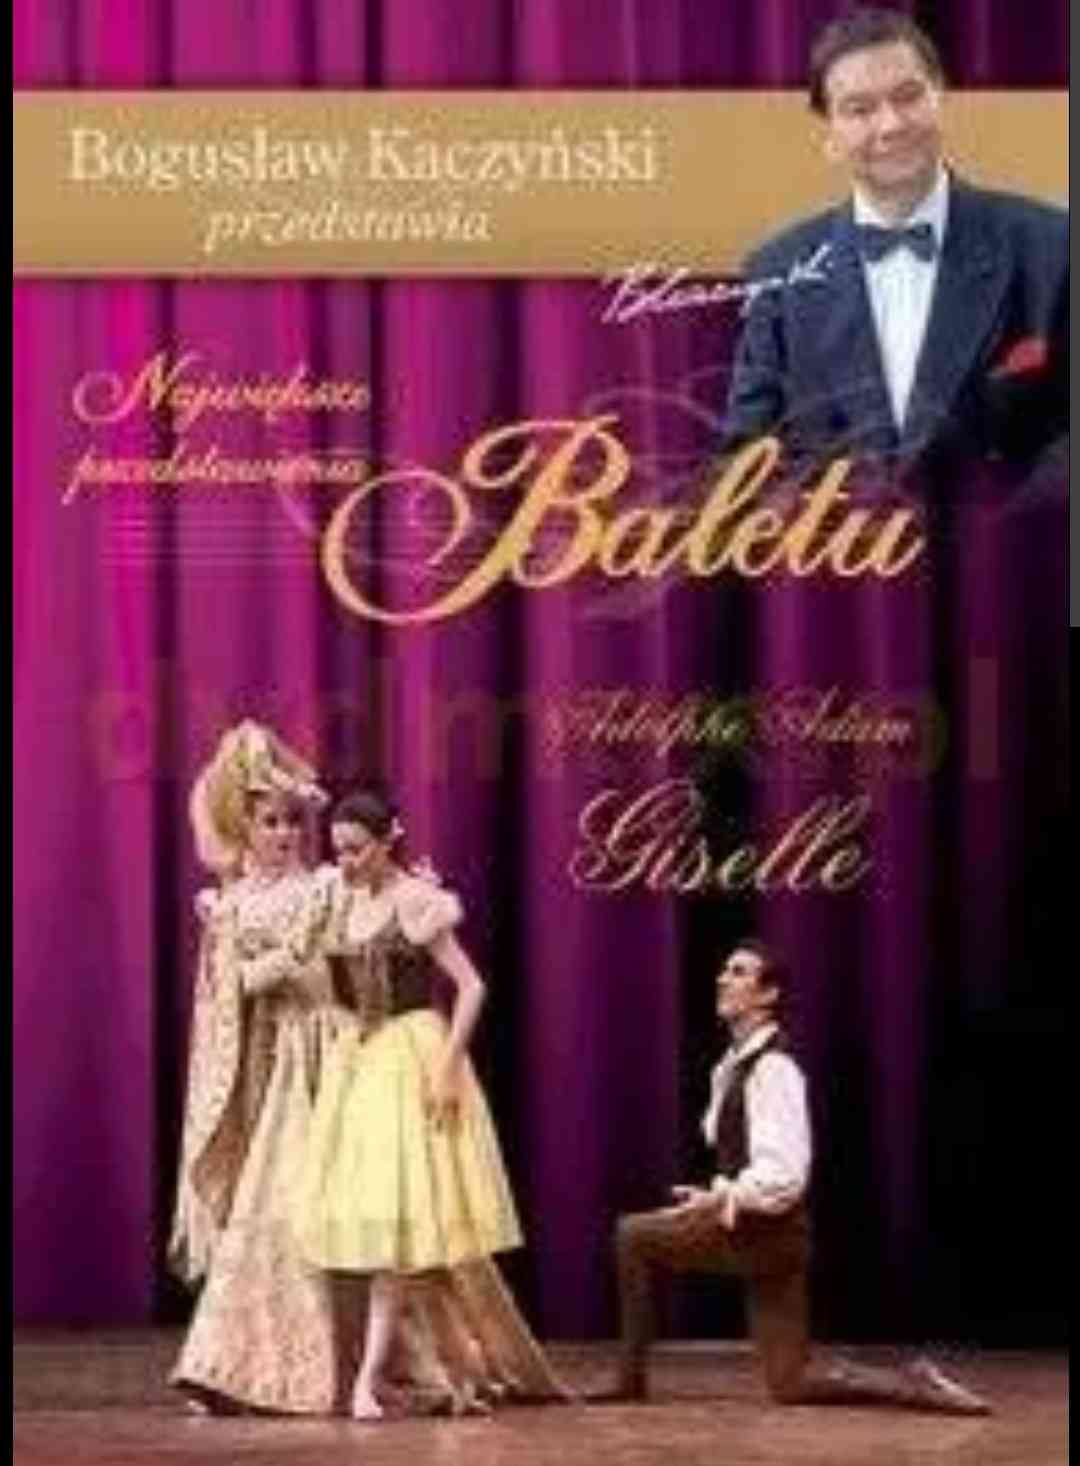 Bogusław Kaczyński
przedstawia
Największe
przedstawienia
Baletu
Adolphe Adam
Giselle